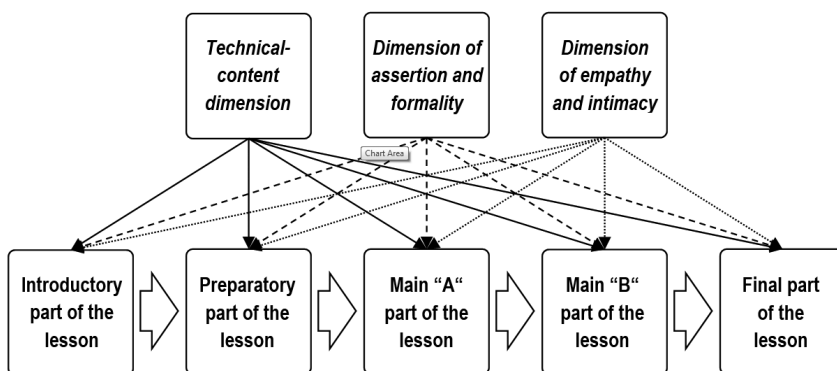 Technical-
content
dimension
Dimension of
assertion and
formality
Dimension
of empathy
and intimacy
Chart Area
Introductory
part of the
lesson
Preparatory
part of the
lesson
Main “A“
part of the
lesson
Main “B“
part of the
lesson
Final part
of the
lesson